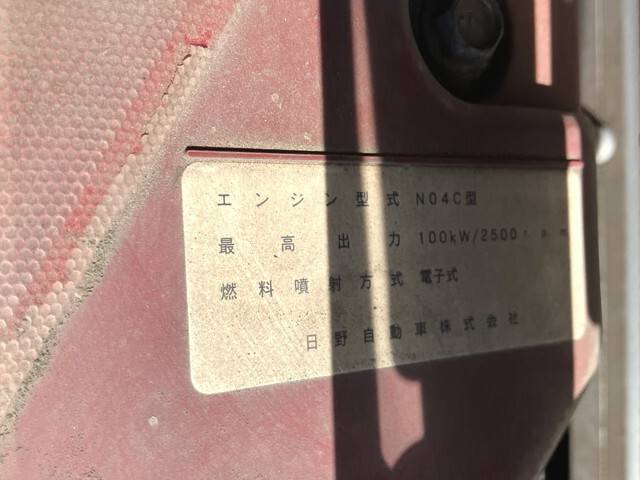 エンジン型式 N04C型
最高出力 100kW/2500r.p.m
燃料噴射方式 電子式
日野自動車株式会社